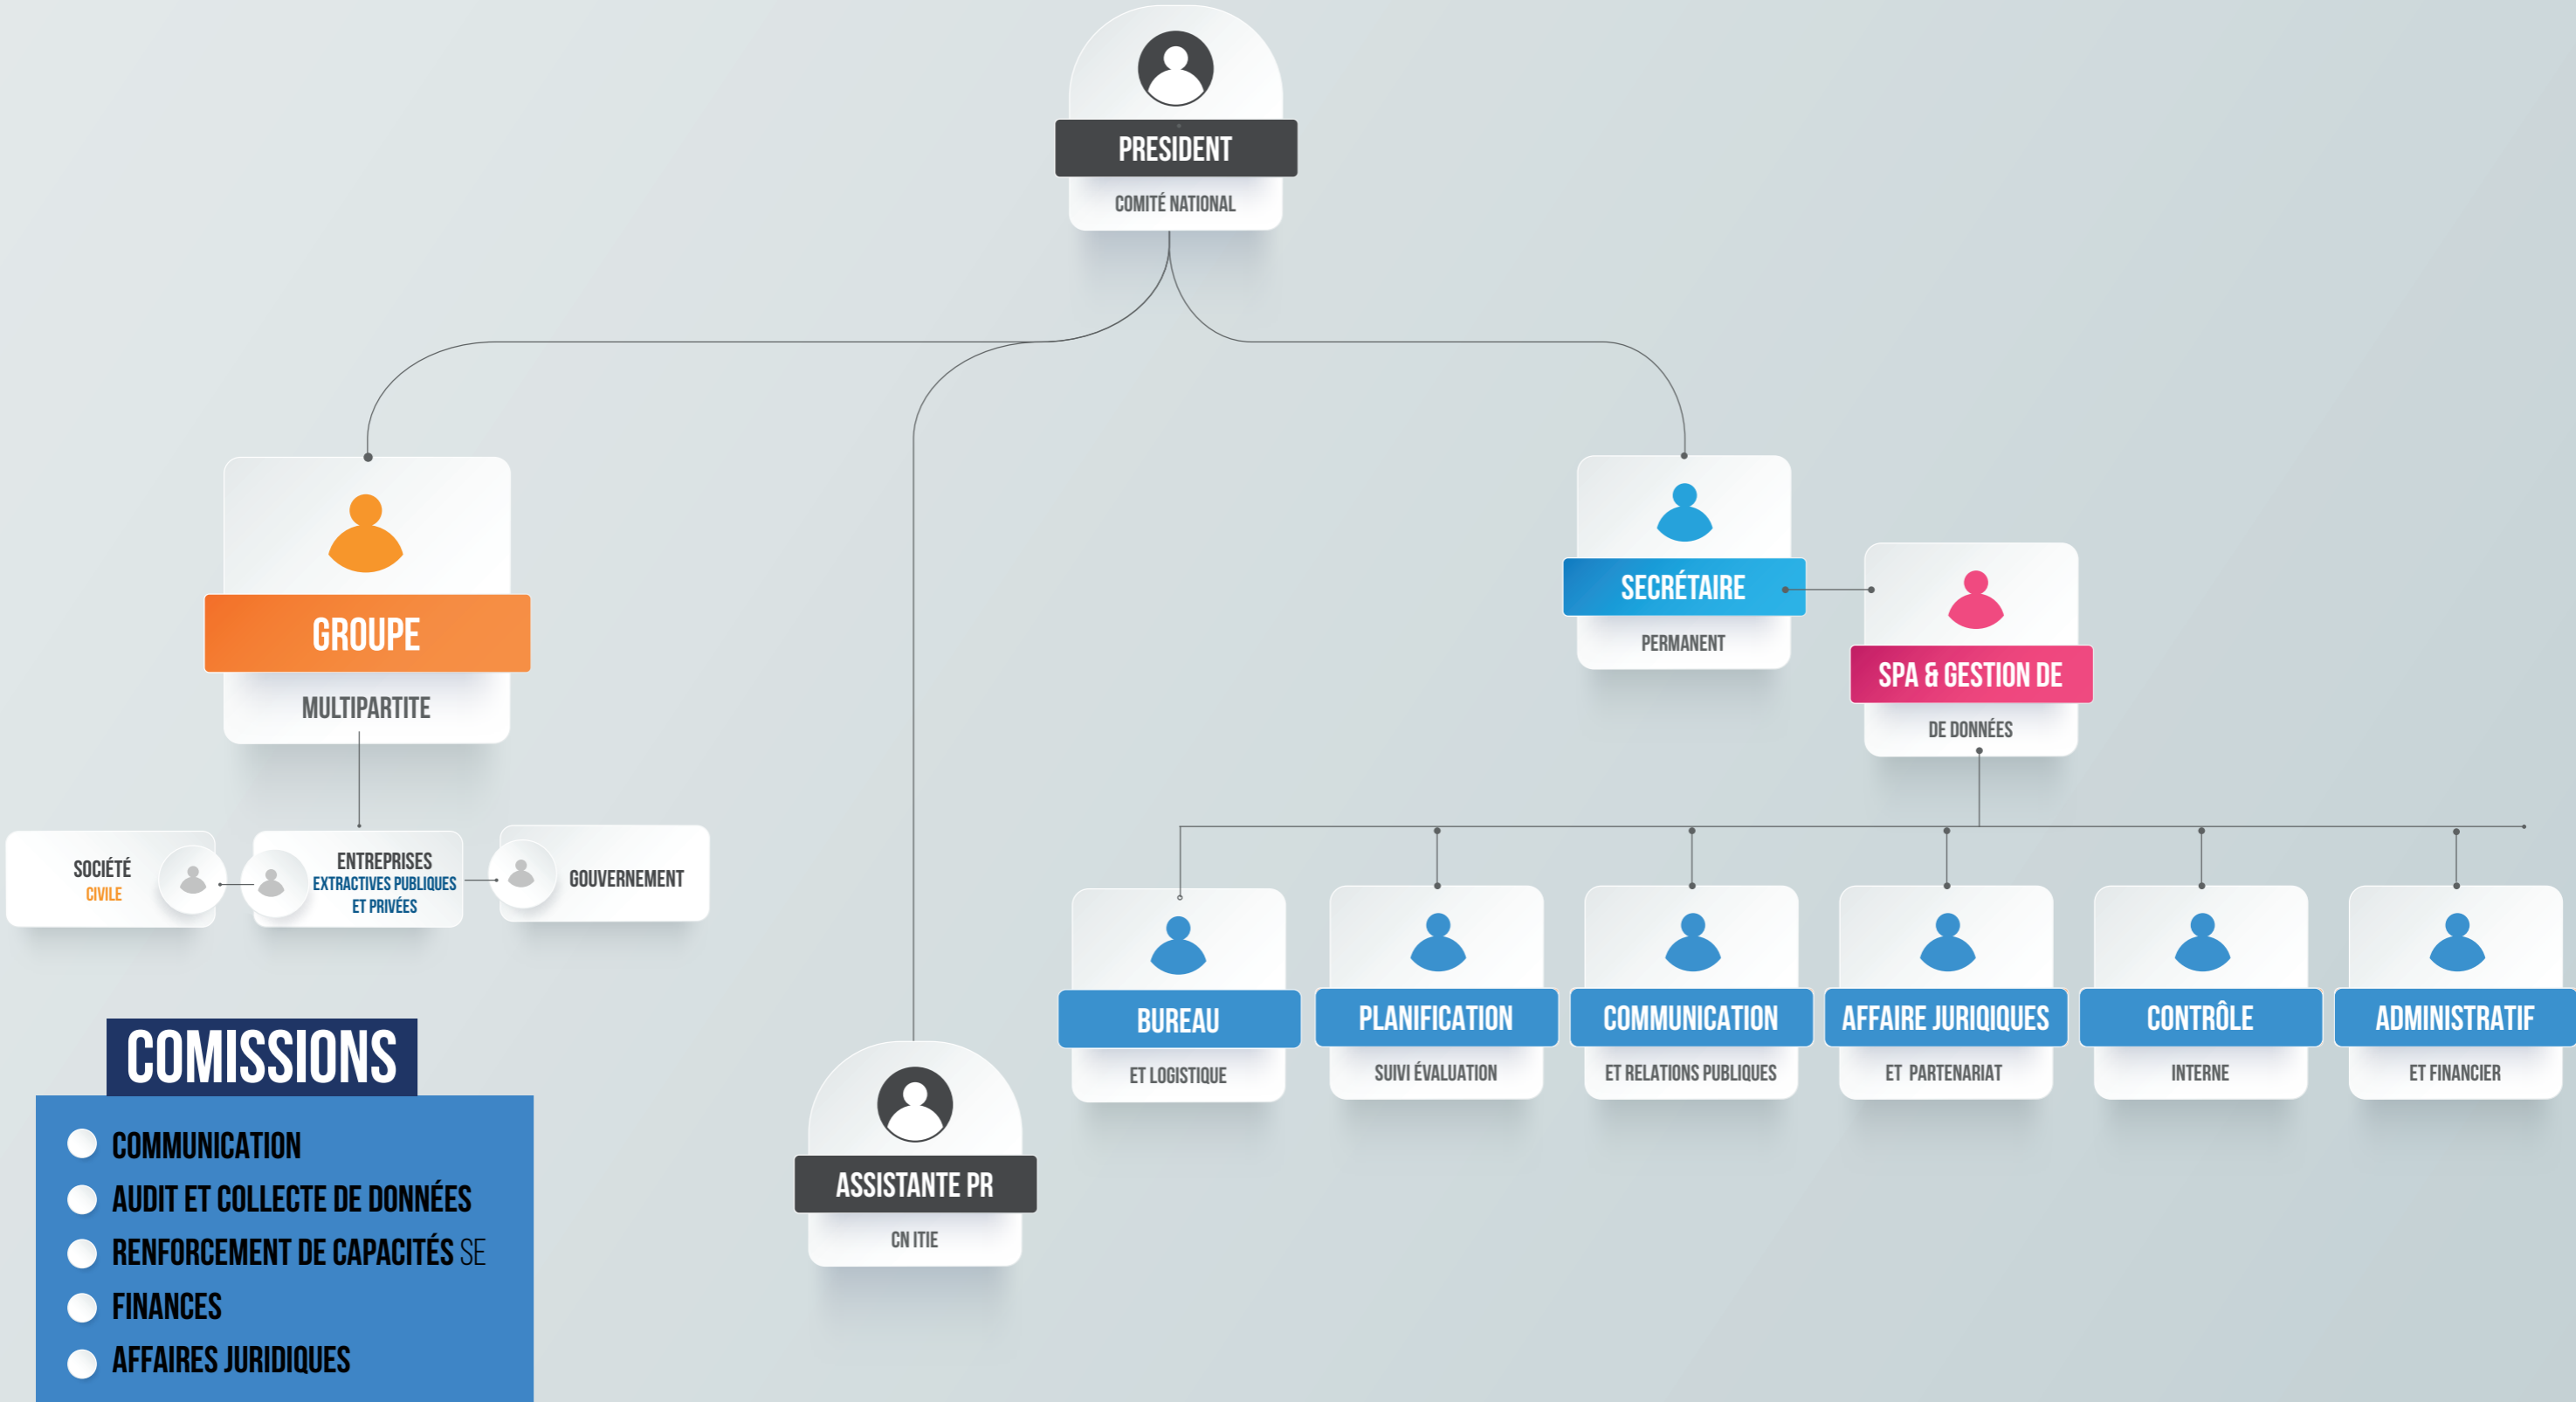 PRESIDENT
COMITÉ NATIONAL
GROUPE
MULTIPARTITE
SECRÉTAIRE
PERMANENT
SPA & GESTION DE
DE DONNÉES
SOCIÉTÉ
CIVILE
ENTREPRISES
EXTRACTIVES PUBLIQUES
ET PRIVÉES
GOUVERNEMENT
BUREAU
ET LOGISTIQUE
PLANIFICATION
SUIVI ÉVALUATION
COMMUNICATION
ET RELATIONS PUBLIQUES
AFFAIRE JURIQIQUES
ET PARTENARIAT
CONTRÔLE
INTERNE
ADMINISTRATIF
ET FINANCIER
ASSISTANTE PR
CN ITIE
COMISSIONS
COMMUNICATION
AUDIT ET COLLECTE DE DONNÉES
RENFORCEMENT DE CAPACITÉS SE
FINANCES
AFFAIRES JURIDIQUES